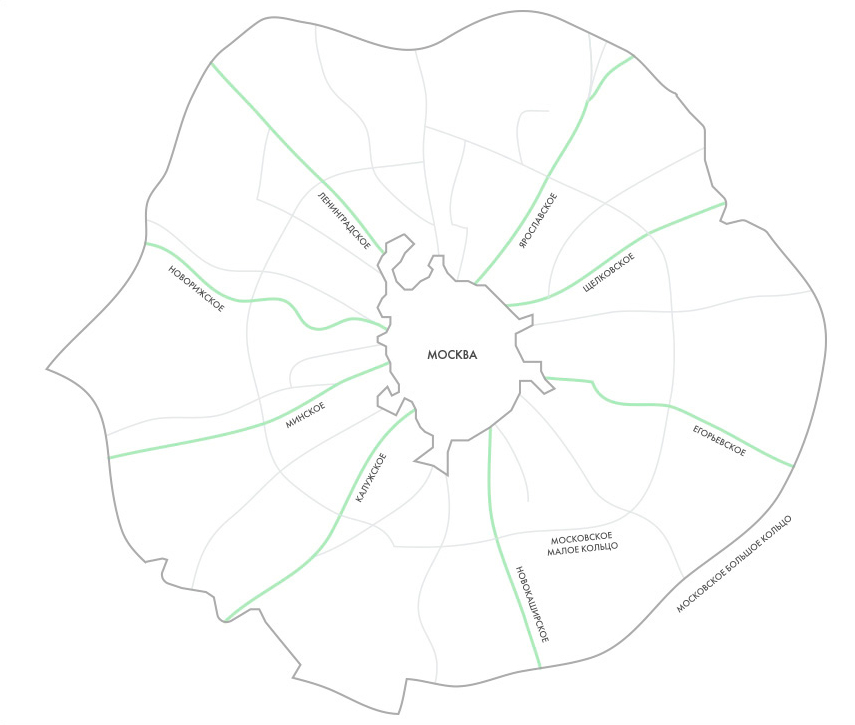 ЛЕНИНГРАДСКОЕ
ЯРОСЛАВСКОЕ
НОВОРИЖСКОЕ
ЩЕЛКОВСКОЕ
МОСКВА
МИНСКОЕ
ЕГОРЬЕВСКОЕ
КАЛУЖСКОЕ
МОСКОВСКОЕ
МАЛОЕ КОЛЬЦО
МОСКОВСКОЕ БОЛЬШОЕ КОЛЬЦО
НОВОКАШИРСКОЕ